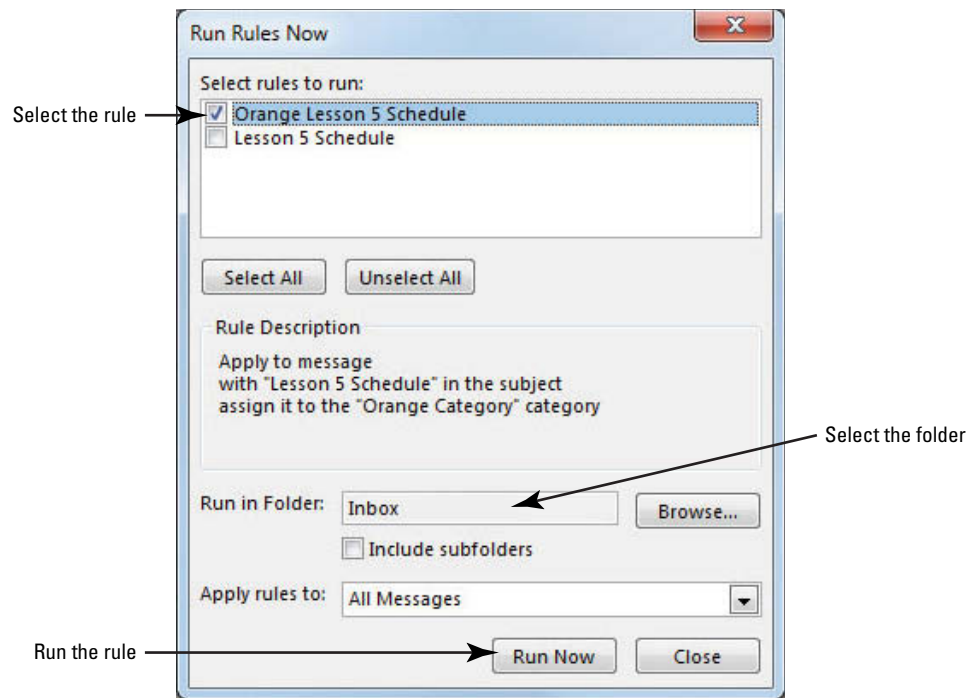 Run Rules Now
Select rules to run:
Select the rule
Orange Lesson 5 Schedule
Lesson 5 Schedule
Select All
Unselect All
Rule Description
Apply to message
with "Lesson 5 Schedule" in the subject
assign it to the "Orange Category" category
Select the folder
Run in Folder:
Inbox
Browse...
Include subfolders
Apply rules to:
All Messages
Run the rule
Run Now
Close